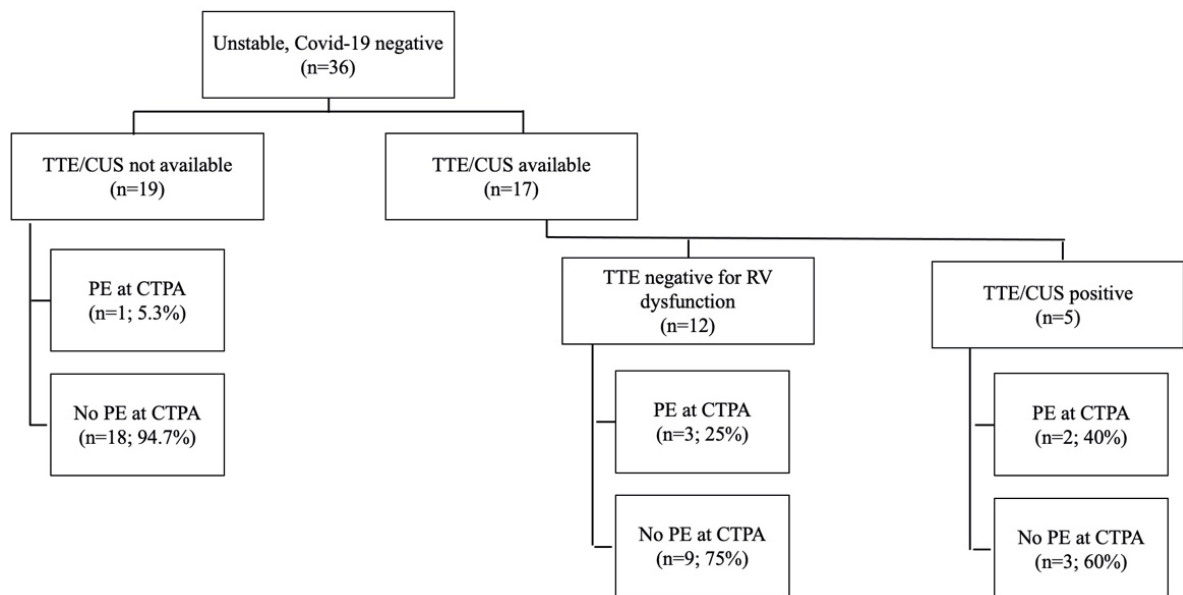 Unstable, Covid-19 negative
(n=36)
TTE/CUS not available
(n=19)
TTE/CUS available
(n=17)
PE at CTPA
(n=1; 5.3%)
No PE at CTPA
(n=18; 94.7%)
TTE negative for RV
dysfunction
(n=12)
TTE/CUS positive
(n=5)
PE at CTPA
(n=3; 25%)
No PE at CTPA
(n=9; 75%)
PE at CTPA
(n=2; 40%)
No PE at CTPA
(n=3; 60%)